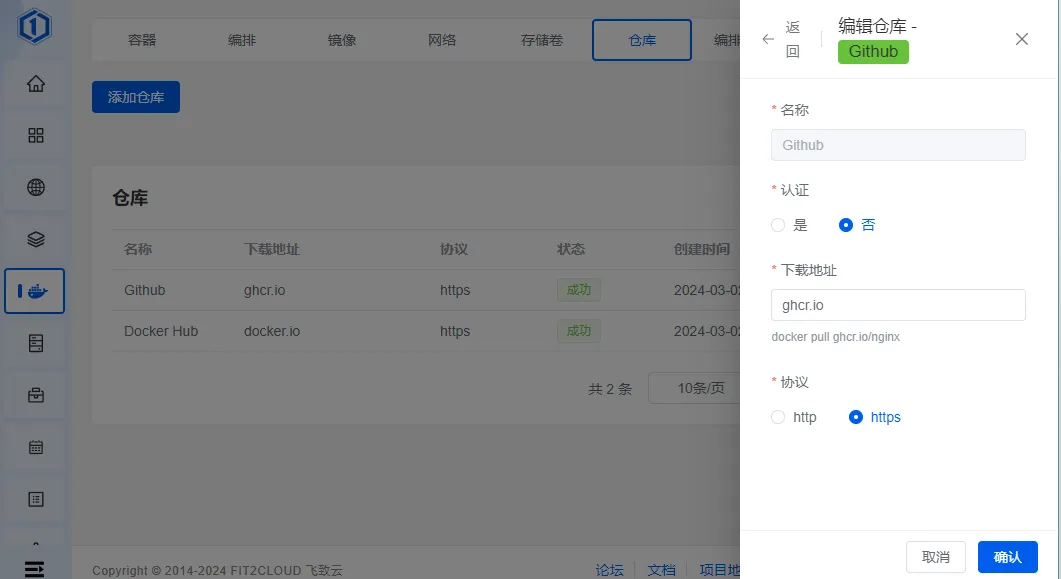 容器 编排 镜像 网络 存储卷 仓库 编排
添加仓库
仓库
名称 下载地址 协议 状态 创建时间
Github ghcr.io https 成功 2024-03-02
Docker Hub docker.io https 成功 2024-03-02
共 2 条 10条/页
Copyright © 2014-2024 FIT2CLOUD 飞致云 论坛 文档 项目地
返回
编辑仓库 -
Github
* 名称
Github
* 认证
是 否
* 下载地址
ghcr.io
docker pull ghcr.io/nginx
* 协议
http https
取消 确认